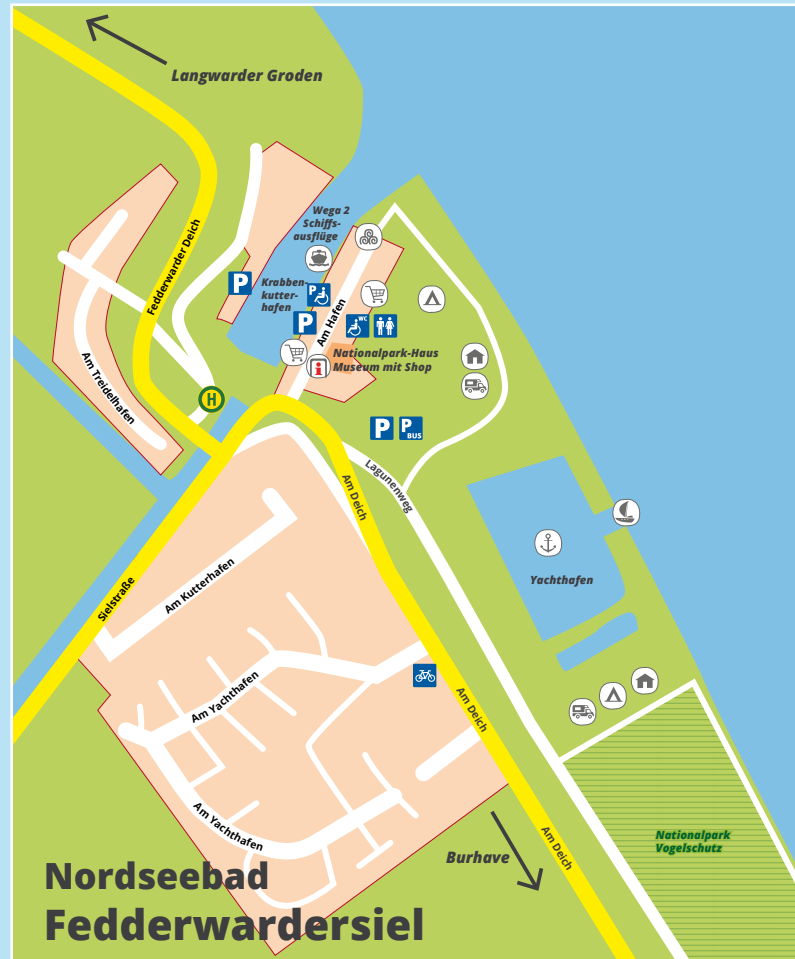 Langwarder Groden
Fedderwarder Deich
Wega 2
Schiffs-
ausflüge
P
Krabben-
kutter-
hafen
P
P
WC
Am Hafen
Nationalpark-Haus
Museum mit Shop
i
Am Treidelhafen
H
P
P
BUS
Lagunenweg
Am Deich
Sielstraße
Am Kutterhafen
Yachthafen
Am Yachthafen
Am Deich
Am Yachthafen
Am Deich
Nationalpark
Vogelschutz
Burhave
Nordseebad
Fedderwardersiel